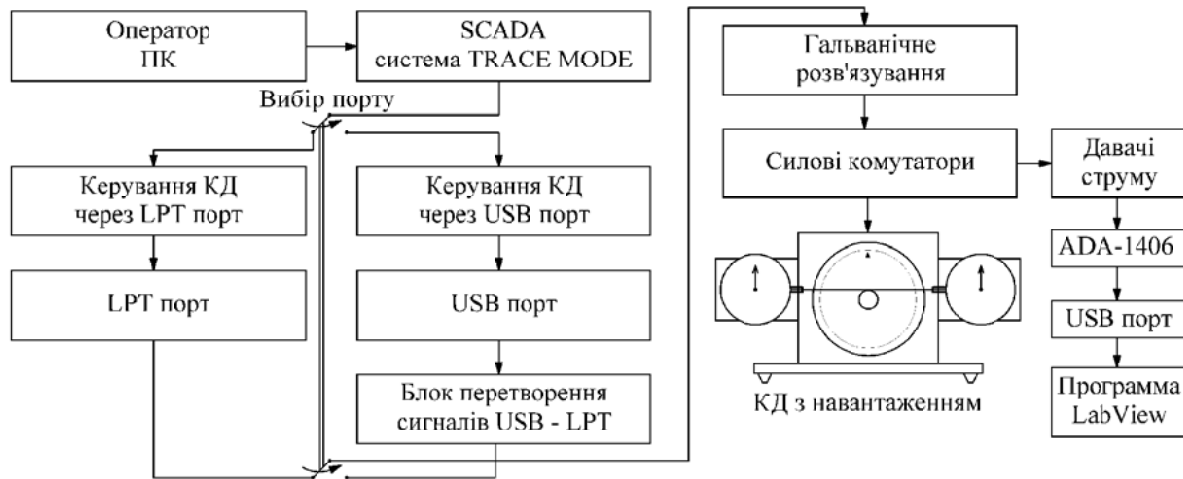 Оператор
ПК
SCADA
система TRACE MODE
Вибір порту
Керування КД
через LPT порт
Керування КД
через USB порт
LPT порт
USB порт
Блок перетворення
сигналів USB - LPT
Гальванічне
розв'язування
Силові комутатори
Давачі
струму
ADA-1406
USB порт
Программа
LabView
КД з навантаженням